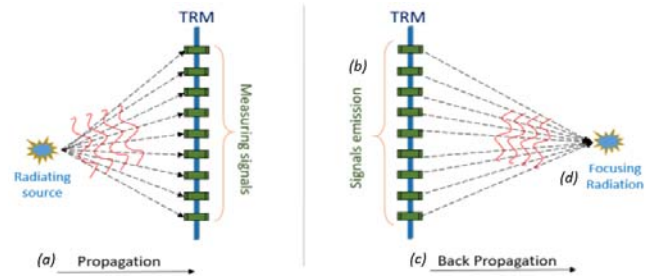 TRM
Measuring signals
Radiating
source
(a) Propagation
TRM
(b)
Signals emission
(d)
Focusing
Radiation
(c) Back Propagation